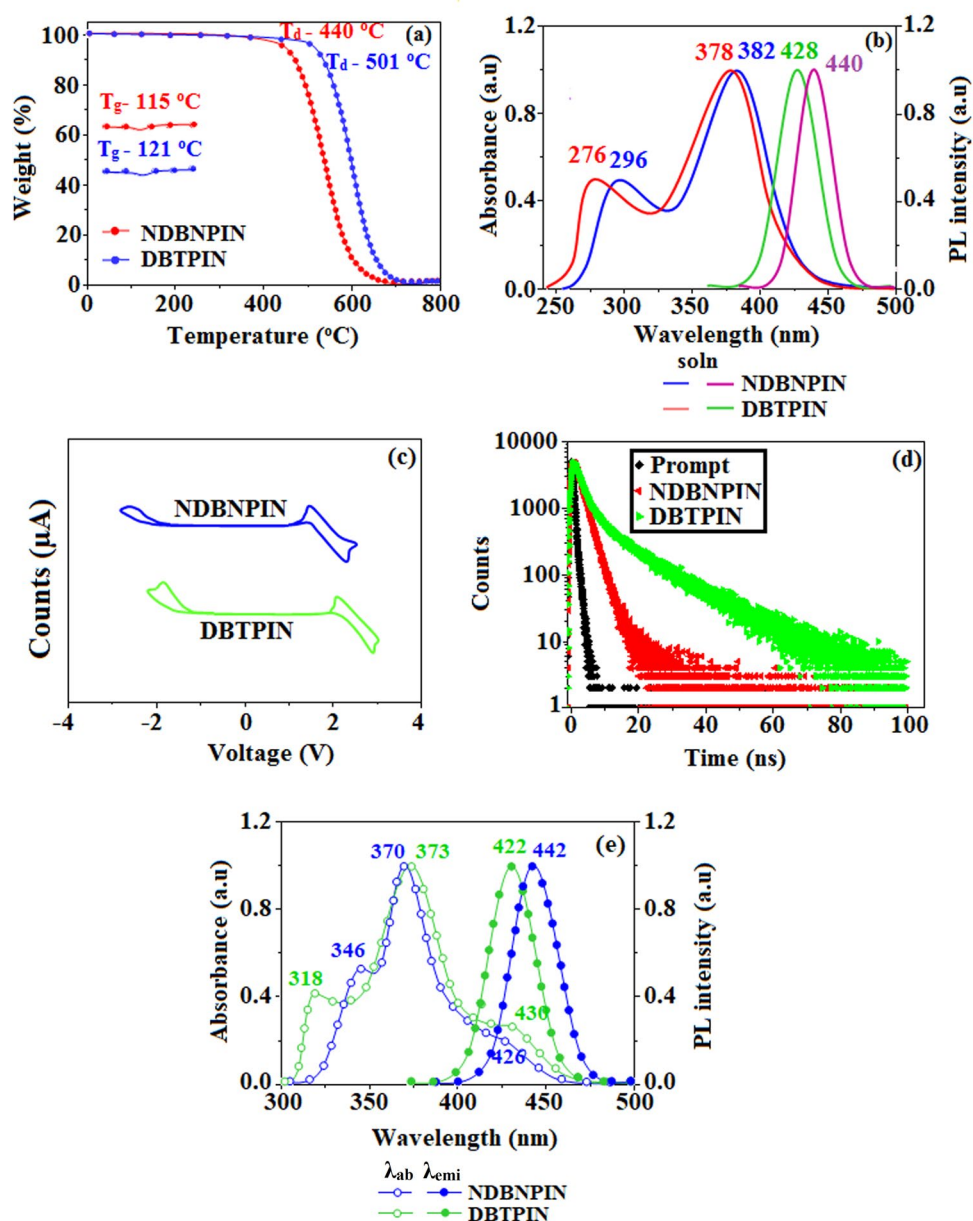 (a)
T_d - 440 °C
T_d - 501 °C
T_g- 115 °C
T_g - 121 °C
NDBNPIN
DBTPIN
Weight (%)
100
80
60
40
20
0
0 200 400 600 800
Temperature (°C)
(b)
378 382 428 440
276 296
Absorbance (a.u)
1.2
0.8
0.4
0.0
PL intensity (a.u)
1.2
1.0
0.8
0.6
0.4
0.2
0.0
250 300 350 400 450 500
Wavelength (nm)
soln
NDBNPIN
DBTPIN
(c)
NDBNPIN
DBTPIN
Counts (µA)
-4 -2 0 2 4
Voltage (V)
(d)
Prompt
NDBNPIN
DBTPIN
Counts
10000
1000
100
10
1
0 20 40 60 80 100
Time (ns)
(e)
370 373 422 442
346
318
430
426
Absorbance (a.u)
1.2
0.8
0.4
0.0
PL intensity (a.u)
1.2
0.8
0.4
0.0
300 350 400 450 500
Wavelength (nm)
λab λemi
NDBNPIN
DBTPIN